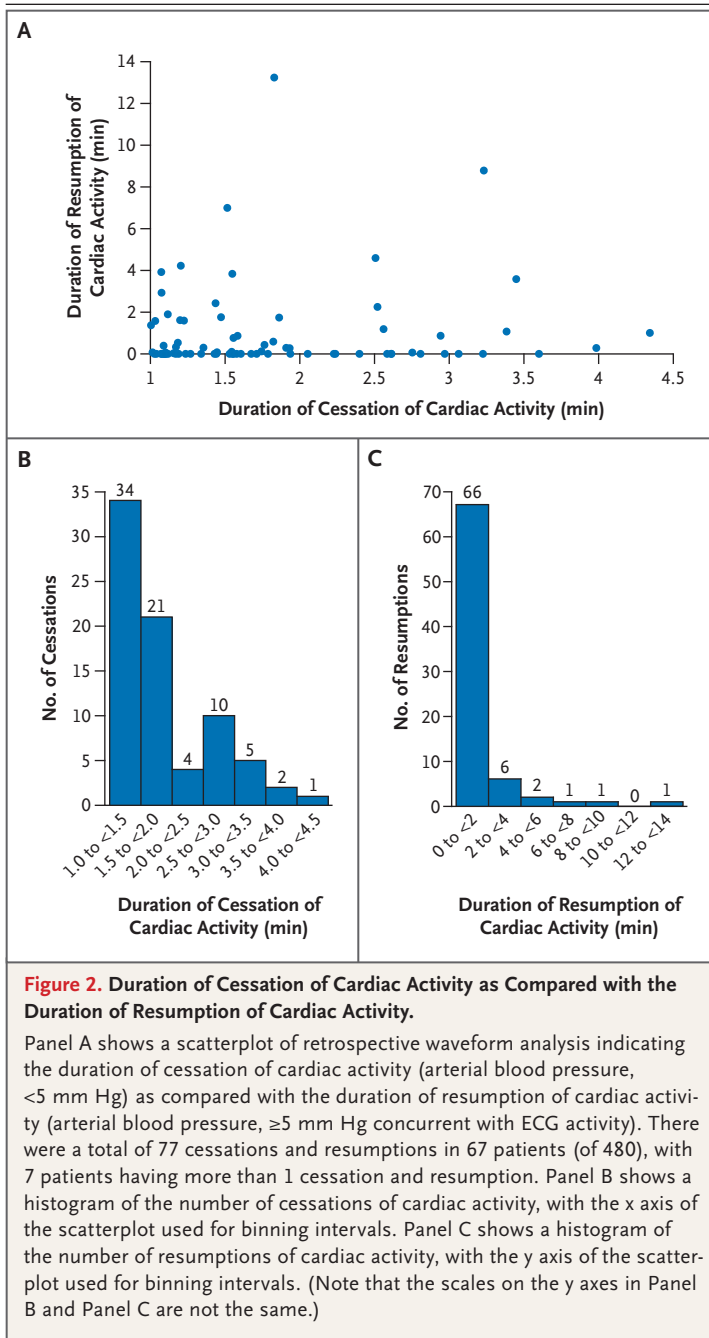 A
Duration of Resumption of
Cardiac Activity (min)
14
12
10
8
6
4
2
0
1
1.5
2
2.5
3
3.5
4
4.5
Duration of Cessation of Cardiac Activity (min)
B
No. of Cessations
35
30
25
20
15
10
5
0
34
21
4
10
5
2
1
1.0 to <1.5
1.5 to <2.0
2.0 to <2.5
2.5 to <3.0
3.0 to <3.5
3.5 to <4.0
4.0 to <4.5
Duration of Cessation of
Cardiac Activity (min)
C
No. of Resumptions
70
60
50
40
30
20
10
0
66
6
2
1
1
0
1
0 to <2
2 to <4
4 to <6
6 to <8
8 to <10
10 to <12
12 to <14
Duration of Resumption of
Cardiac Activity (min)
Figure 2. Duration of Cessation of Cardiac Activity as Compared with the
Duration of Resumption of Cardiac Activity.
Panel A shows a scatterplot of retrospective waveform analysis indicating
the duration of cessation of cardiac activity (arterial blood pressure,
<5 mm Hg) as compared with the duration of resumption of cardiac activi-
ty (arterial blood pressure, ≥5 mm Hg concurrent with ECG activity). There
were a total of 77 cessations and resumptions in 67 patients (of 480), with
7 patients having more than 1 cessation and resumption. Panel B shows a
histogram of the number of cessations of cardiac activity, with the x axis of
the scatterplot used for binning intervals. Panel C shows a histogram of
the number of resumptions of cardiac activity, with the y axis of the scatter-
plot used for binning intervals. (Note that the scales on the y axes in Panel
B and Panel C are not the same.)